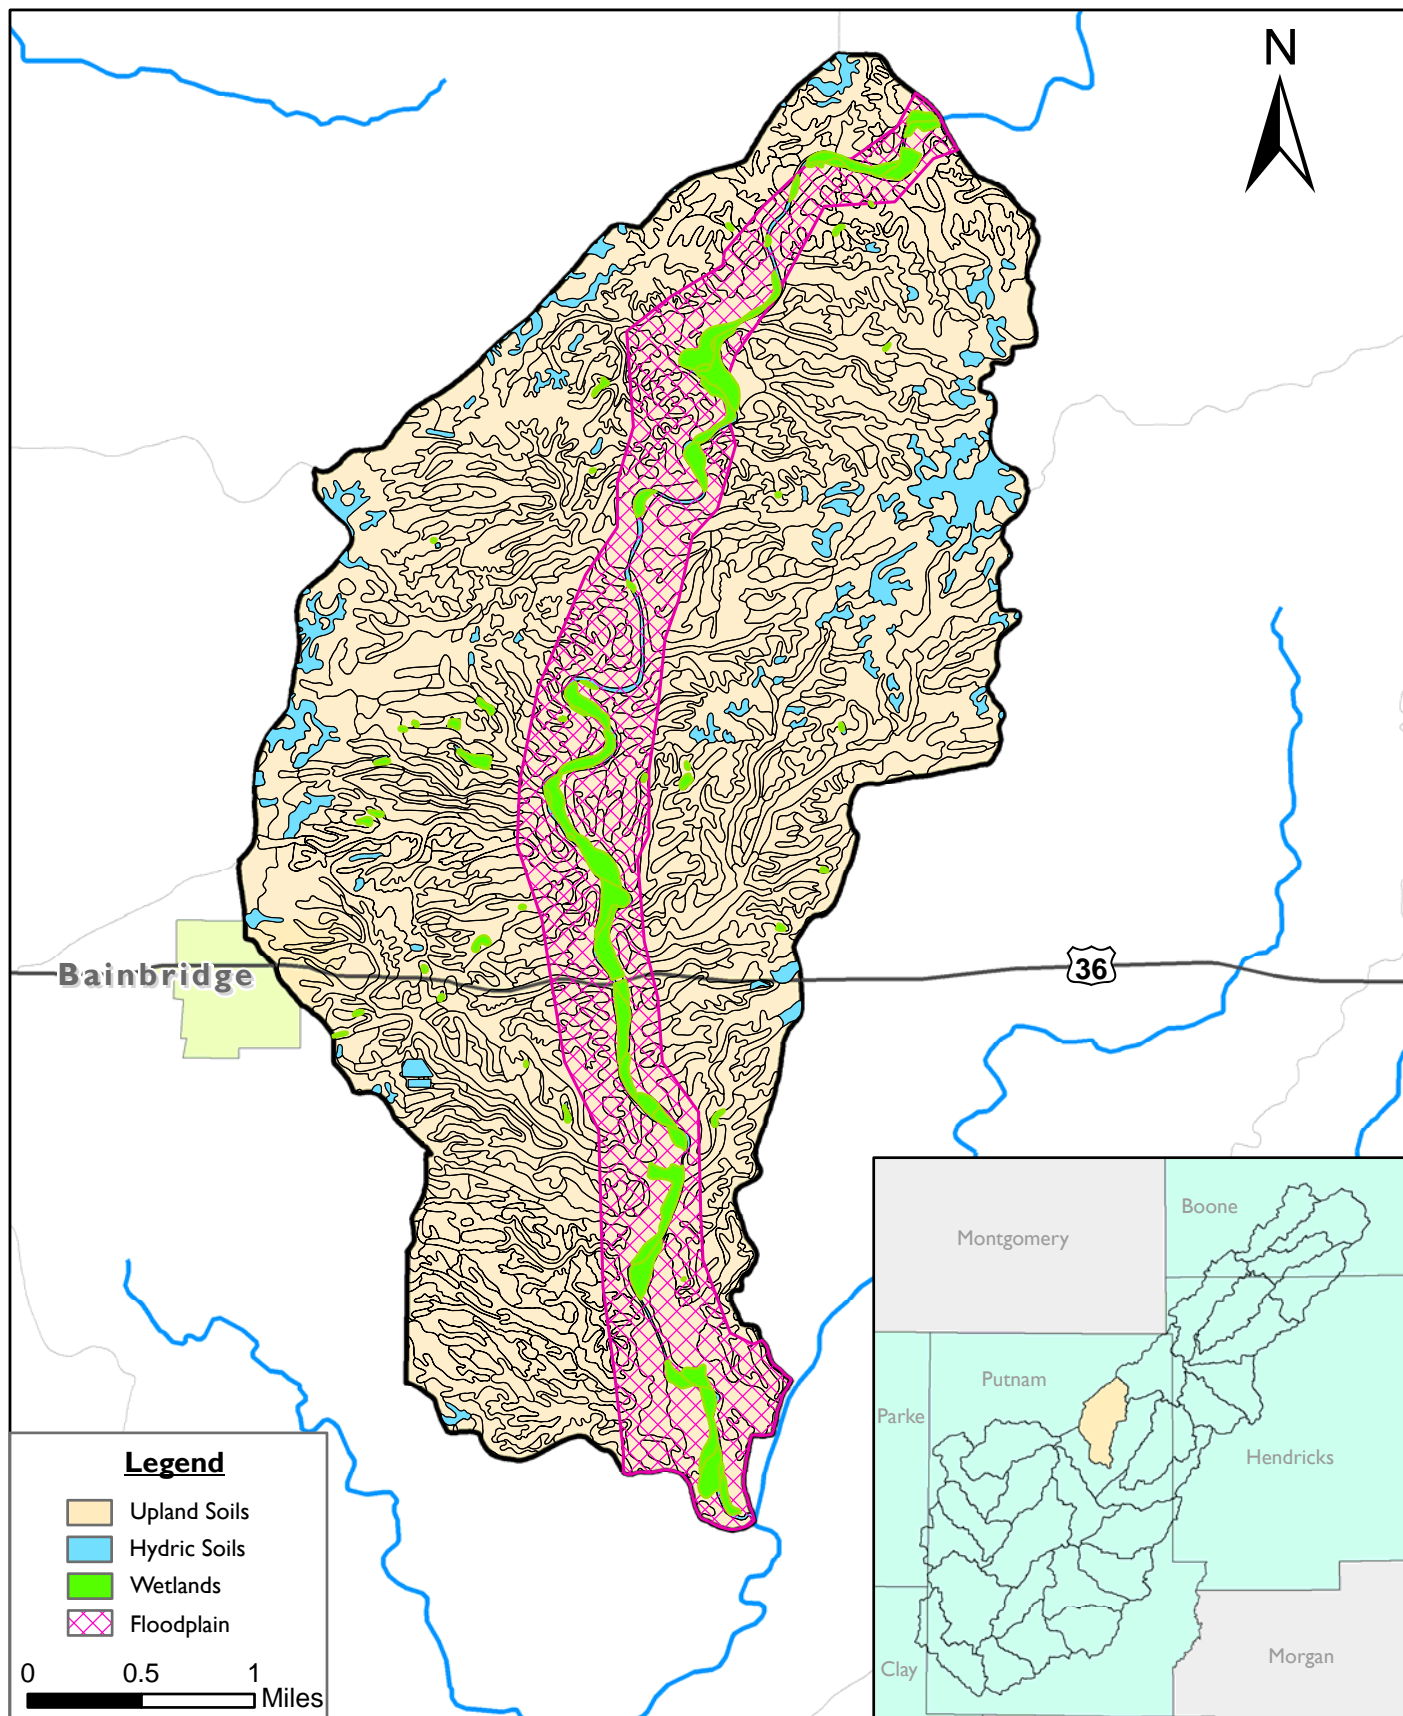 N
36
Bainbridge
Boone
Montgomery
Putnam
Parke
Hendricks
Morgan
Clay
Legend
Upland Soils
Hydric Soils
Wetlands
Floodplain
0 0.5 1
Miles